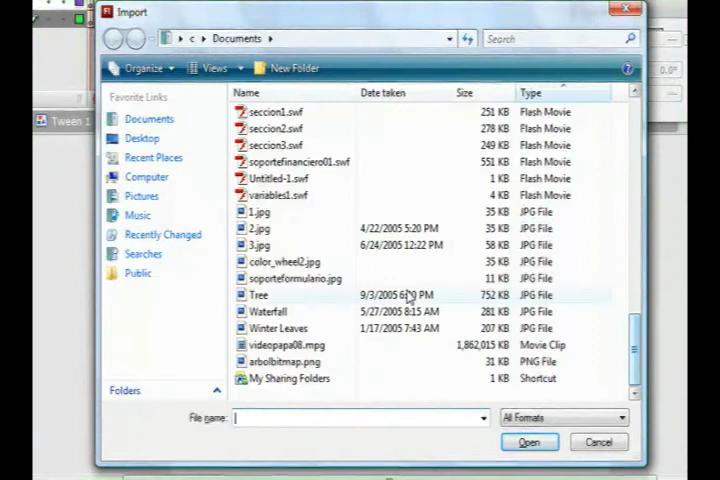 Import
c Documents
Search
Organize Views New Folder
Favorite Links
Documents
Desktop
Recent Places
Computer
Pictures
Music
Recently Changed
Searches
Public
Folders
Name Date taken Size Type
seccion1.swf 251 KB Flash Movie
seccion2.swf 278 KB Flash Movie
seccion3.swf 249 KB Flash Movie
soportefinanciero01.swf 551 KB Flash Movie
Untitled-1.swf 1 KB Flash Movie
variables1.swf 4 KB Flash Movie
1.jpg 35 KB JPG File
2.jpg 4/22/2005 5:20 PM 35 KB JPG File
3.jpg 6/24/2005 12:22 PM 58 KB JPG File
color_wheel2.jpg 35 KB JPG File
soporteformulario.jpg 11 KB JPG File
Tree 9/3/2005 PM 752 KB JPG File
Waterfall 5/27/2005 8:15 AM 281 KB JPG File
Winter Leaves 1/17/2005 7:43 AM 207 KB JPG File
videopapa08.mpg 1,862,015 KB Movie Clip
arbolbitmap.png 31 KB PNG File
My Sharing Folders 1 KB Shortcut
File name: All Formats
Open Cancel
Tween 1
0.0°